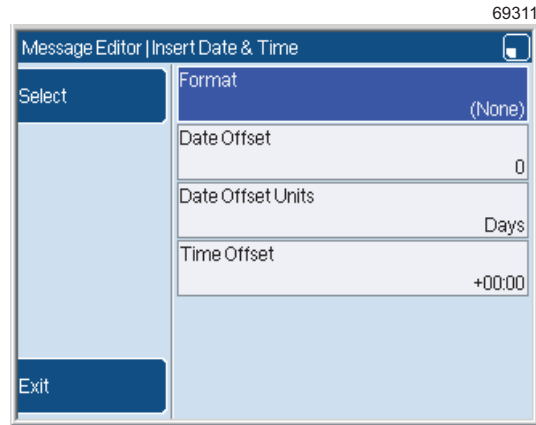 69311
Message Editor | Insert Date & Time
Select
Format
(None)
Date Offset
0
Date Offset Units
Days
Time Offset
+00:00
Exit